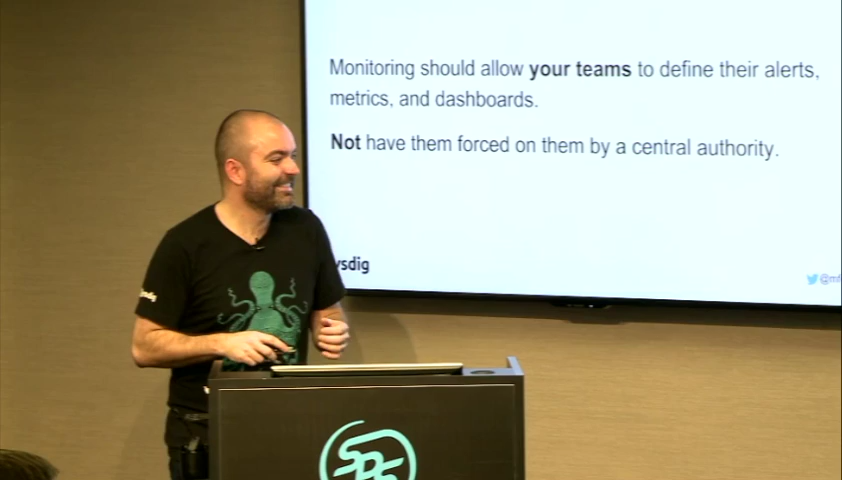 Monitoring should allow your teams to define their alerts,
metrics, and dashboards.
Not have them forced on them by a central authority.